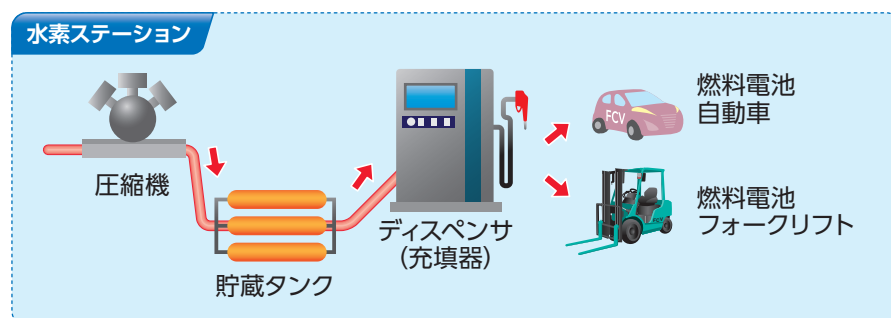 水素ステーション
圧縮機
貯蔵タンク
ディスペンサ
(充填器)
FCV
燃料電池
自動車
FCV
燃料電池
フォークリフト